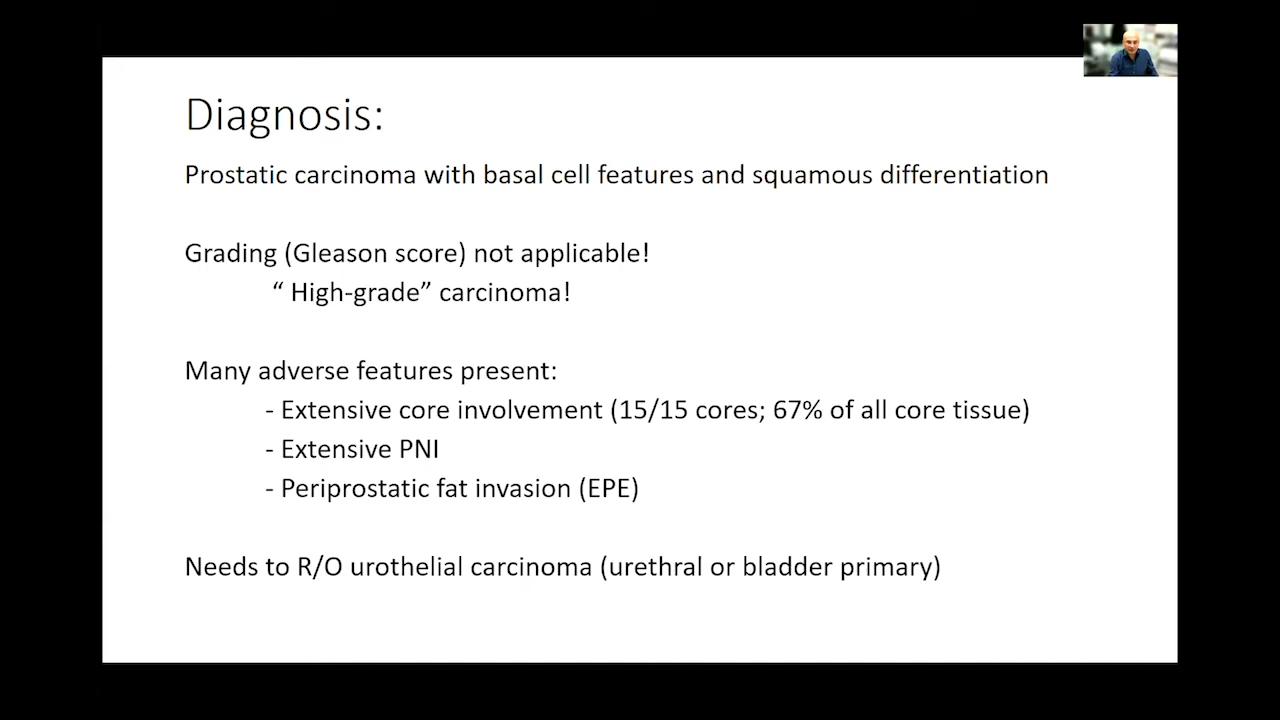 Diagnosis:
Prostatic carcinoma with basal cell features and squamous differentiation
Grading (Gleason score) not applicable!
“ High-grade” carcinoma!
Many adverse features present:
- Extensive core involvement (15/15 cores; 67% of all core tissue)
- Extensive PNI
- Periprostatic fat invasion (EPE)
Needs to R/O urothelial carcinoma (urethral or bladder primary)